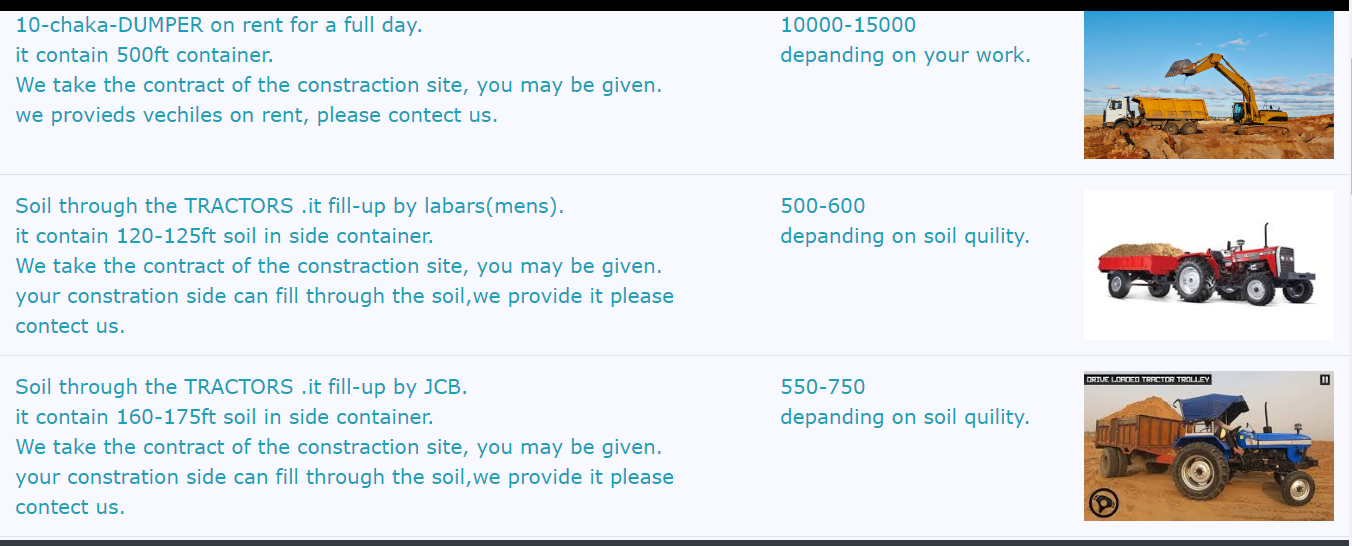 10-chaka-DUMPER on rent for a full day.
it contain 500ft container.
We take the contract of the constraction site, you may be given.
we provieds vechiles on rent, please contect us.
10000-15000
depanding on your work.
Soil through the TRACTORS .it fill-up by labars(mens).
it contain 120-125ft soil in side container.
We take the contract of the constraction site, you may be given.
your constration side can fill through the soil,we provide it please
contect us.
500-600
depanding on soil quility.
Soil through the TRACTORS .it fill-up by JCB.
it contain 160-175ft soil in side container.
We take the contract of the constraction site, you may be given.
your constration side can fill through the soil,we provide it please
contect us.
550-750
depanding on soil quility.
DRIVE LOADED TRACTOR TROLLEY